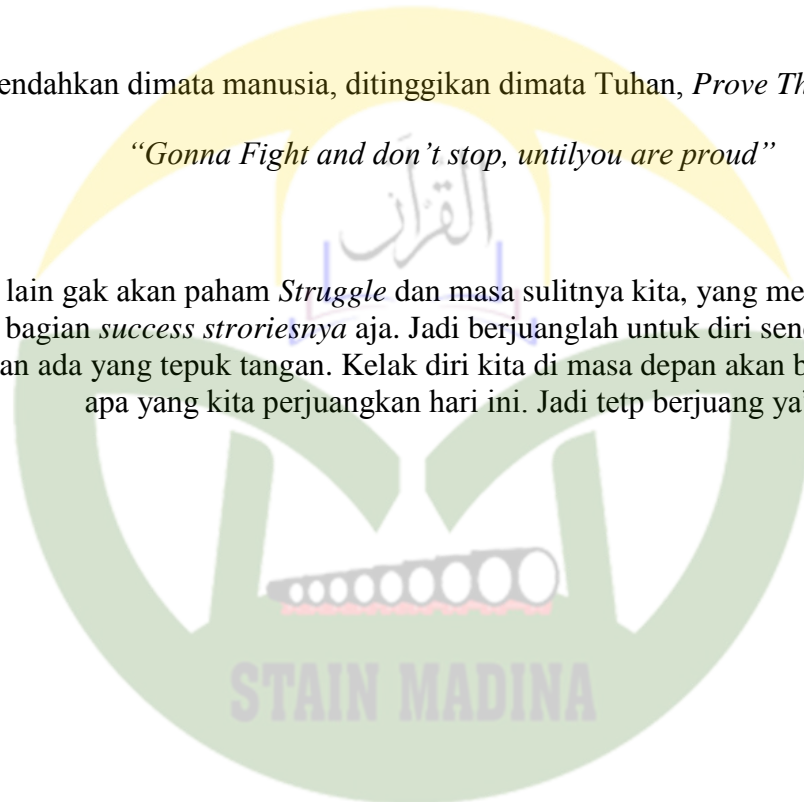 endahkan dimata manusia, ditinggikan dimata Tuhan, Prove Th
“Gonna Fight and don’t stop, untilyou are proud”
القرآن
lain gak akan paham Struggle dan masa sulitnya kita, yang me
bagian success stroriesnya aja. Jadi berjuanglah untuk diri send
an ada yang tepuk tangan. Kelak diri kita di masa depan akan b
apa yang kita perjuangkan hari ini. Jadi tetp berjuang ya
STAIN MADINA